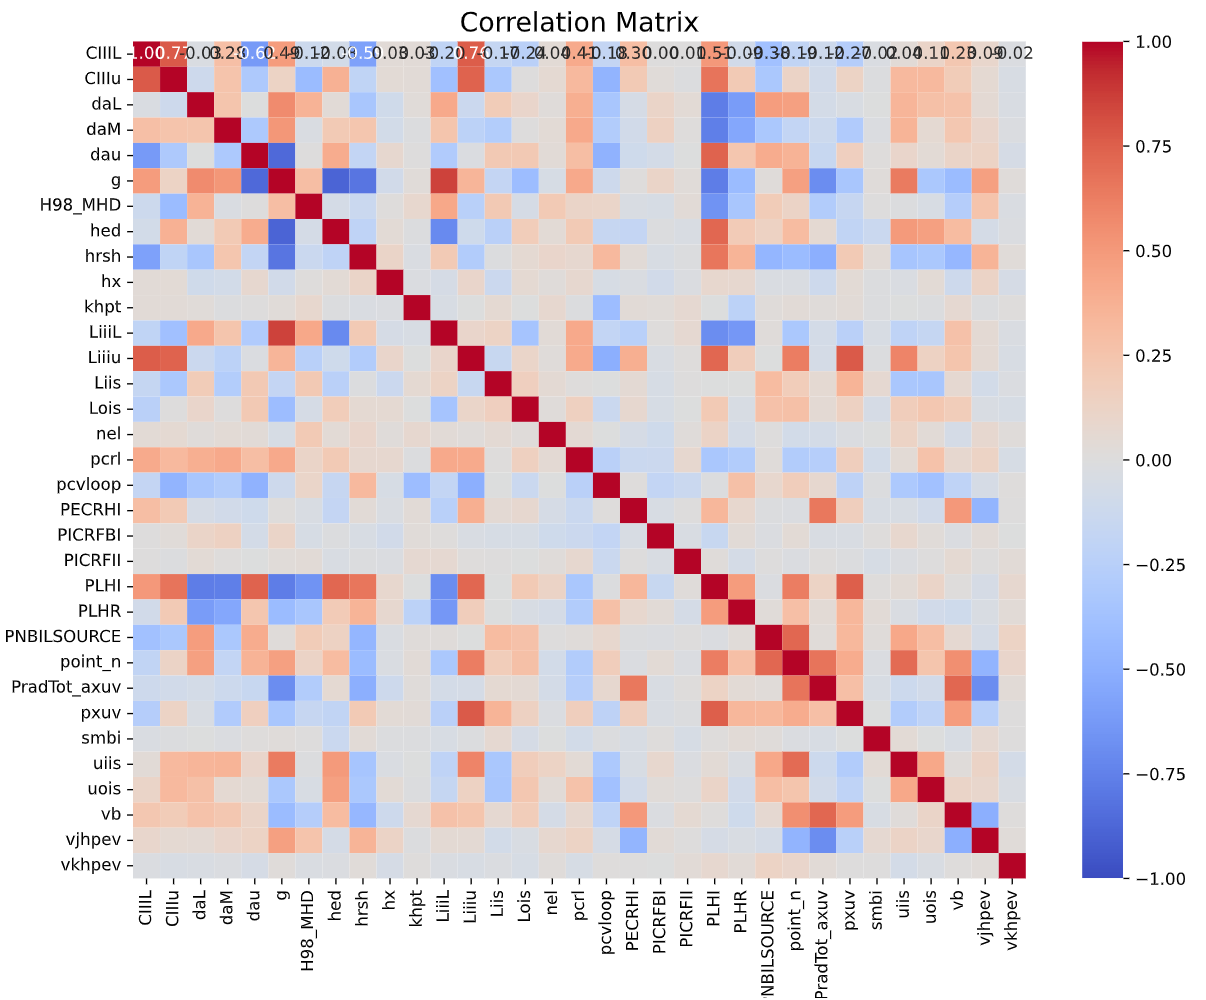 Correlation Matrix
CIIIL
CIIIu
daL
daM
dau
g
H98_MHD
hed
hrsh
hx
khpt
LiiiL
Liiiu
Liis
Lois
nel
pcrl
pcvloop
PECRHI
PICRFBI
PICRFII
PLHI
PLHR
PNBILSOURCE
point_n
PradTot_axuv
pxuv
smbi
uiis
uois
vb
vjhpev
vkhpev
CIIIL CIIIu daL daM dau g H98_MHD hed hrsh hx khpt LiiiL Liiiu Liis Lois nel pcrl pcvloop PECRHI PICRFBI PICRFII PLHI PLHR NBILSOURCE point_n PradTot_axuv pxuv smbi uiis uois vb vjhpev vkhpev
1.00
0.75
0.50
0.25
0.00
−0.25
−0.50
−0.75
−1.00